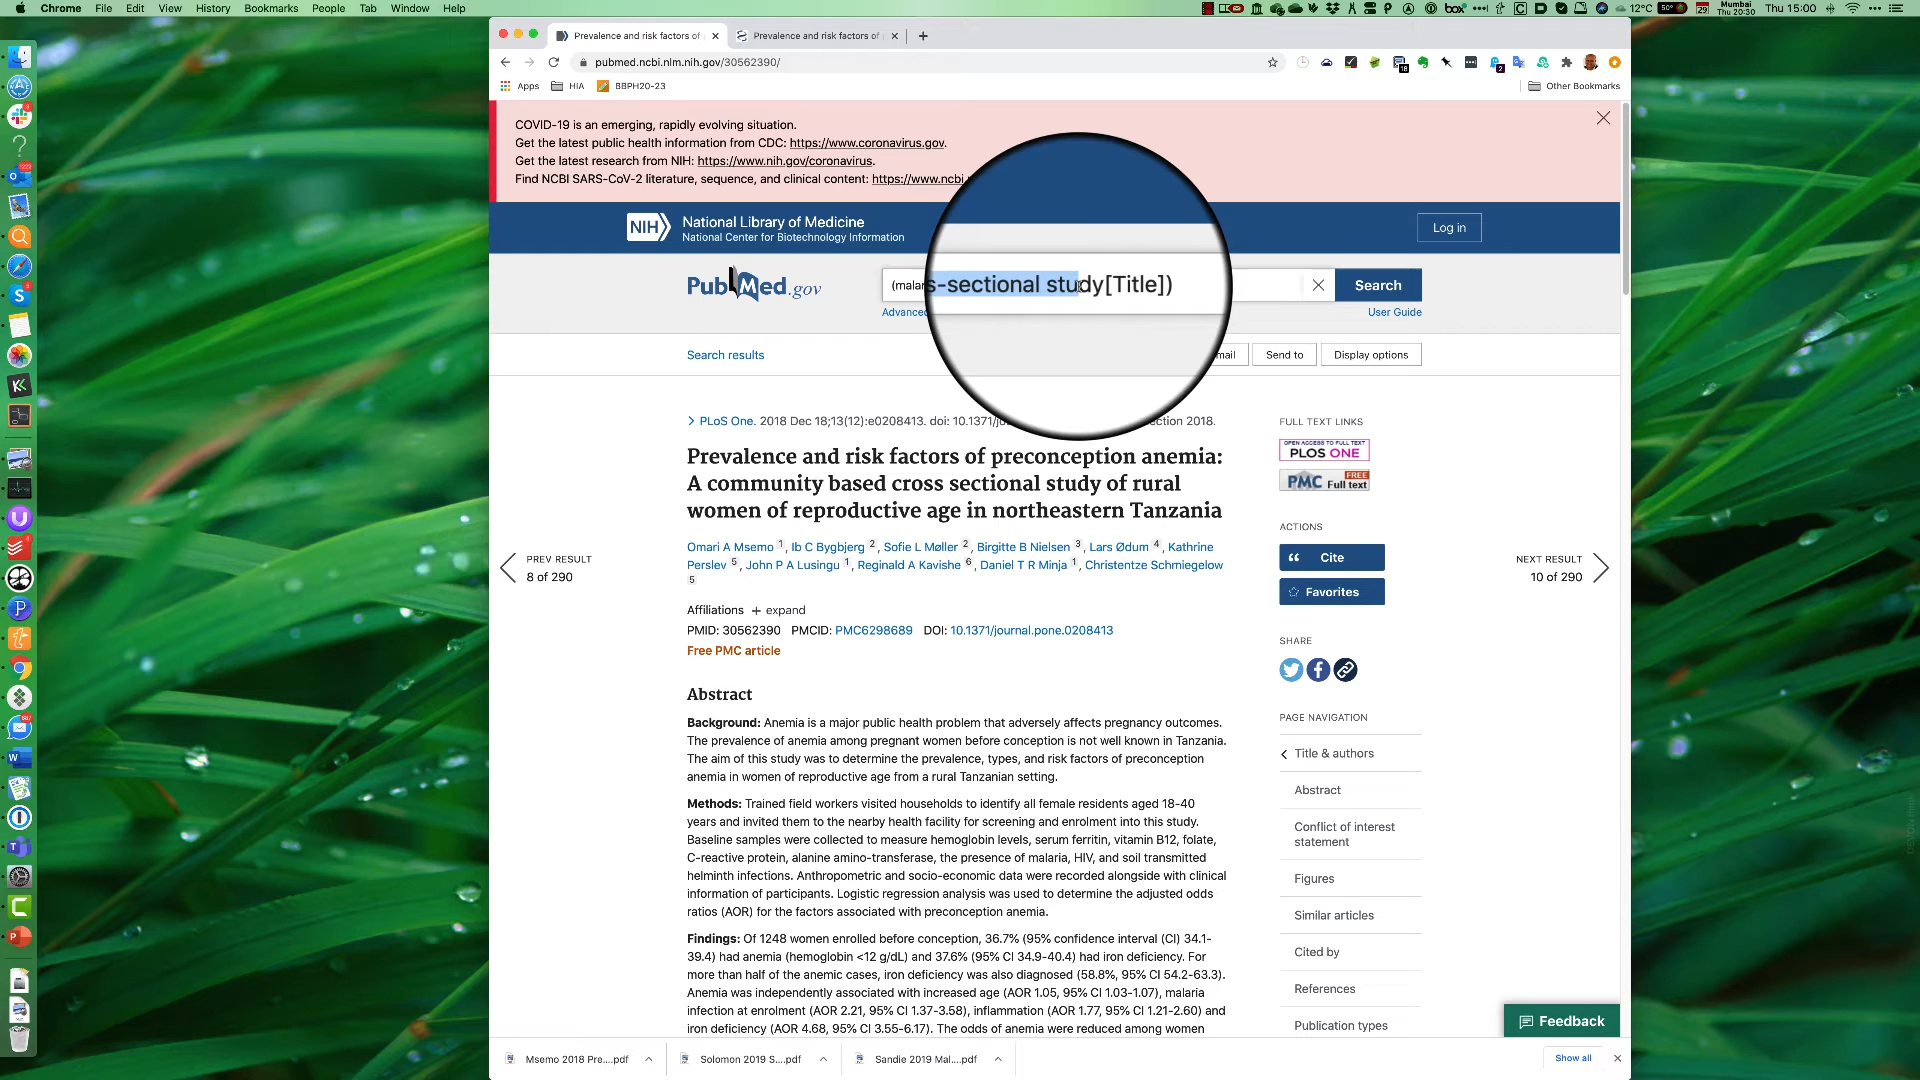 Chrome File Edit View History Bookmarks People Tab Window Help
box
12°C
50°
Mumbai
Thu 20:30
Thu 15:00
Prevalence and risk factors of
Prevalence and risk factors of
pubmed.ncbi.nlm.nih.gov/30562390/
Apps HIA BBPH20-23 Other Bookmarks
COVID-19 is an emerging, rapidly evolving situation.
Get the latest public health information from CDC: https://www.coronavirus.gov.
Get the latest research from NIH: https://www.nih.gov/coronavirus.
Find NCBI SARS-CoV-2 literature, sequence, and clinical content: https://www.ncbi.
NIH National Library of Medicine
National Center for Biotechnology Information
Log in
PubMed.gov
(malar
s-sectional study[Title])
Search
Advanced
User Guide
Search results
mail Send to Display options
PLoS One. 2018 Dec 18;13(12):e0208413. doi: 10.1371/jo
ction 2018.
Prevalence and risk factors of preconception anemia:
A community based cross sectional study of rural
women of reproductive age in northeastern Tanzania
Omari A Msemo 1, Ib C Bygbjerg 2, Sofie L Møller 2, Birgitte B Nielsen 3, Lars Ødum 4, Kathrine
Perslev 5, John P A Lusingu 1, Reginald A Kavishe 6, Daniel T R Minja 1, Christentze Schmiegelow
5
Affiliations + expand
PMID: 30562390 PMCID: PMC6298689 DOI: 10.1371/journal.pone.0208413
Free PMC article
PREV RESULT
8 of 290
NEXT RESULT
10 of 290
Abstract
Background: Anemia is a major public health problem that adversely affects pregnancy outcomes.
The prevalence of anemia among pregnant women before conception is not well known in Tanzania.
The aim of this study was to determine the prevalence, types, and risk factors of preconception
anemia in women of reproductive age from a rural Tanzanian setting.
Methods: Trained field workers visited households to identify all female residents aged 18-40
years and invited them to the nearby health facility for screening and enrolment into this study.
Baseline samples were collected to measure hemoglobin levels, serum ferritin, vitamin B12, folate,
C-reactive protein, alanine amino-transferase, the presence of malaria, HIV, and soil transmitted
helminth infections. Anthropometric and socio-economic data were recorded alongside with clinical
information of participants. Logistic regression analysis was used to determine the adjusted odds
ratios (AOR) for the factors associated with preconception anemia.
Findings: Of 1248 women enrolled before conception, 36.7% (95% confidence interval (CI) 34.1-
39.4) had anemia (hemoglobin <12 g/dL) and 37.6% (95% CI 34.9-40.4) had iron deficiency. For
more than half of the anemic cases, iron deficiency was also diagnosed (58.8%, 95% CI 54.2-63.3).
Anemia was independently associated with increased age (AOR 1.05, 95% CI 1.03-1.07), malaria
infection at enrolment (AOR 2.21, 95% CI 1.37-3.58), inflammation (AOR 1.77, 95% CI 1.21-2.60) and
iron deficiency (AOR 4.68, 95% CI 3.55-6.17). The odds of anemia were reduced among women
FULL TEXT LINKS
OPEN ACCESS TO FULL TEXT
PLOS ONE
PMC FREE Full text
ACTIONS
Cite
Favorites
SHARE
PAGE NAVIGATION
Title & authors
Abstract
Conflict of interest
statement
Figures
Similar articles
Cited by
References
Publication types
Feedback
Msemo 2018 Pre....pdf
Solomon 2019 S....pdf
Sandie 2019 Mal....pdf
Show all